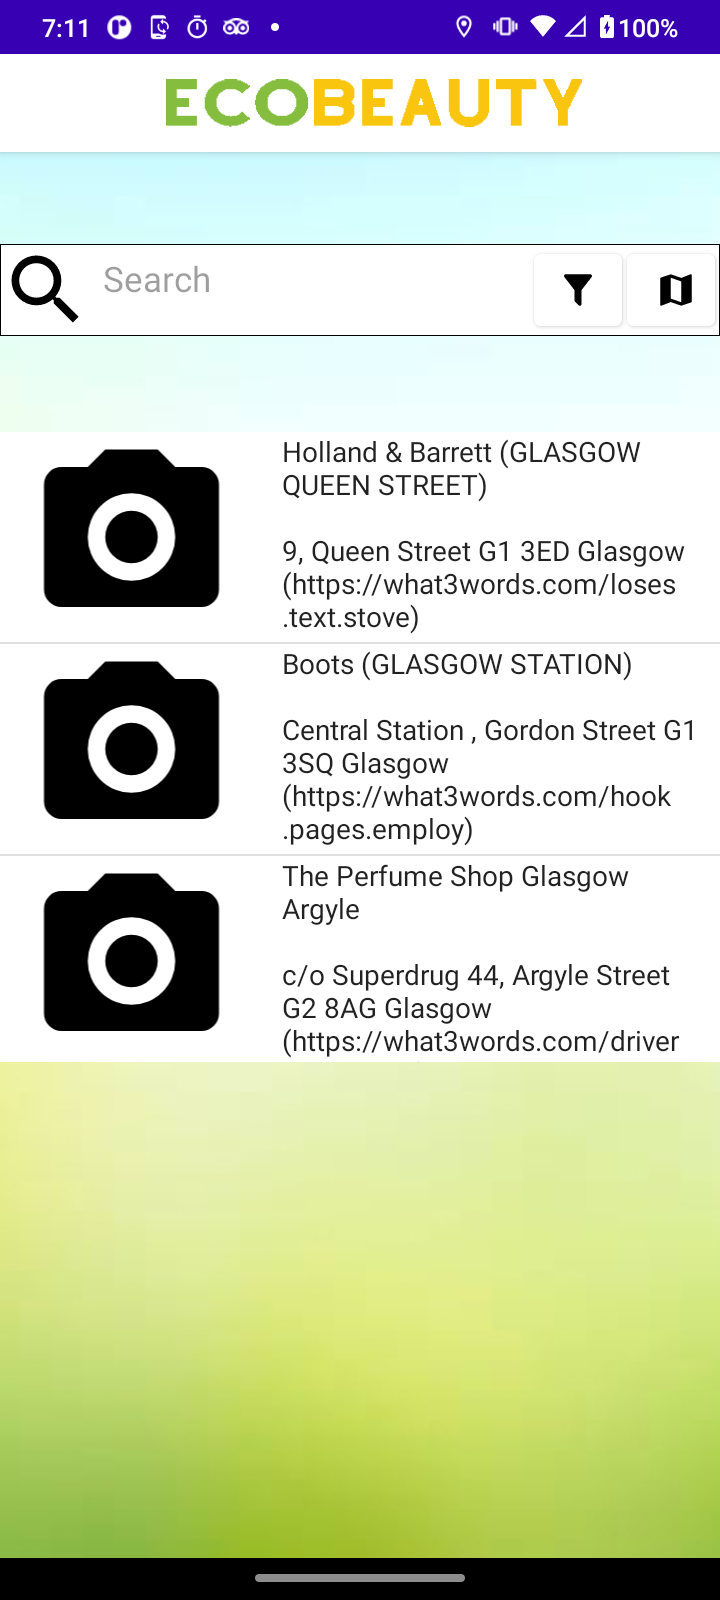 7:11 100%
ECOBEAUTY
Search
Holland & Barrett (GLASGOW
QUEEN STREET)
9, Queen Street G1 3ED Glasgow
(https://what3words.com/loses
.text.stove)
Boots (GLASGOW STATION)
Central Station , Gordon Street G1
3SQ Glasgow
(https://what3words.com/hook
.pages.employ)
The Perfume Shop Glasgow
Argyle
c/o Superdrug 44, Argyle Street
G2 8AG Glasgow
(https://what3words.com/driver